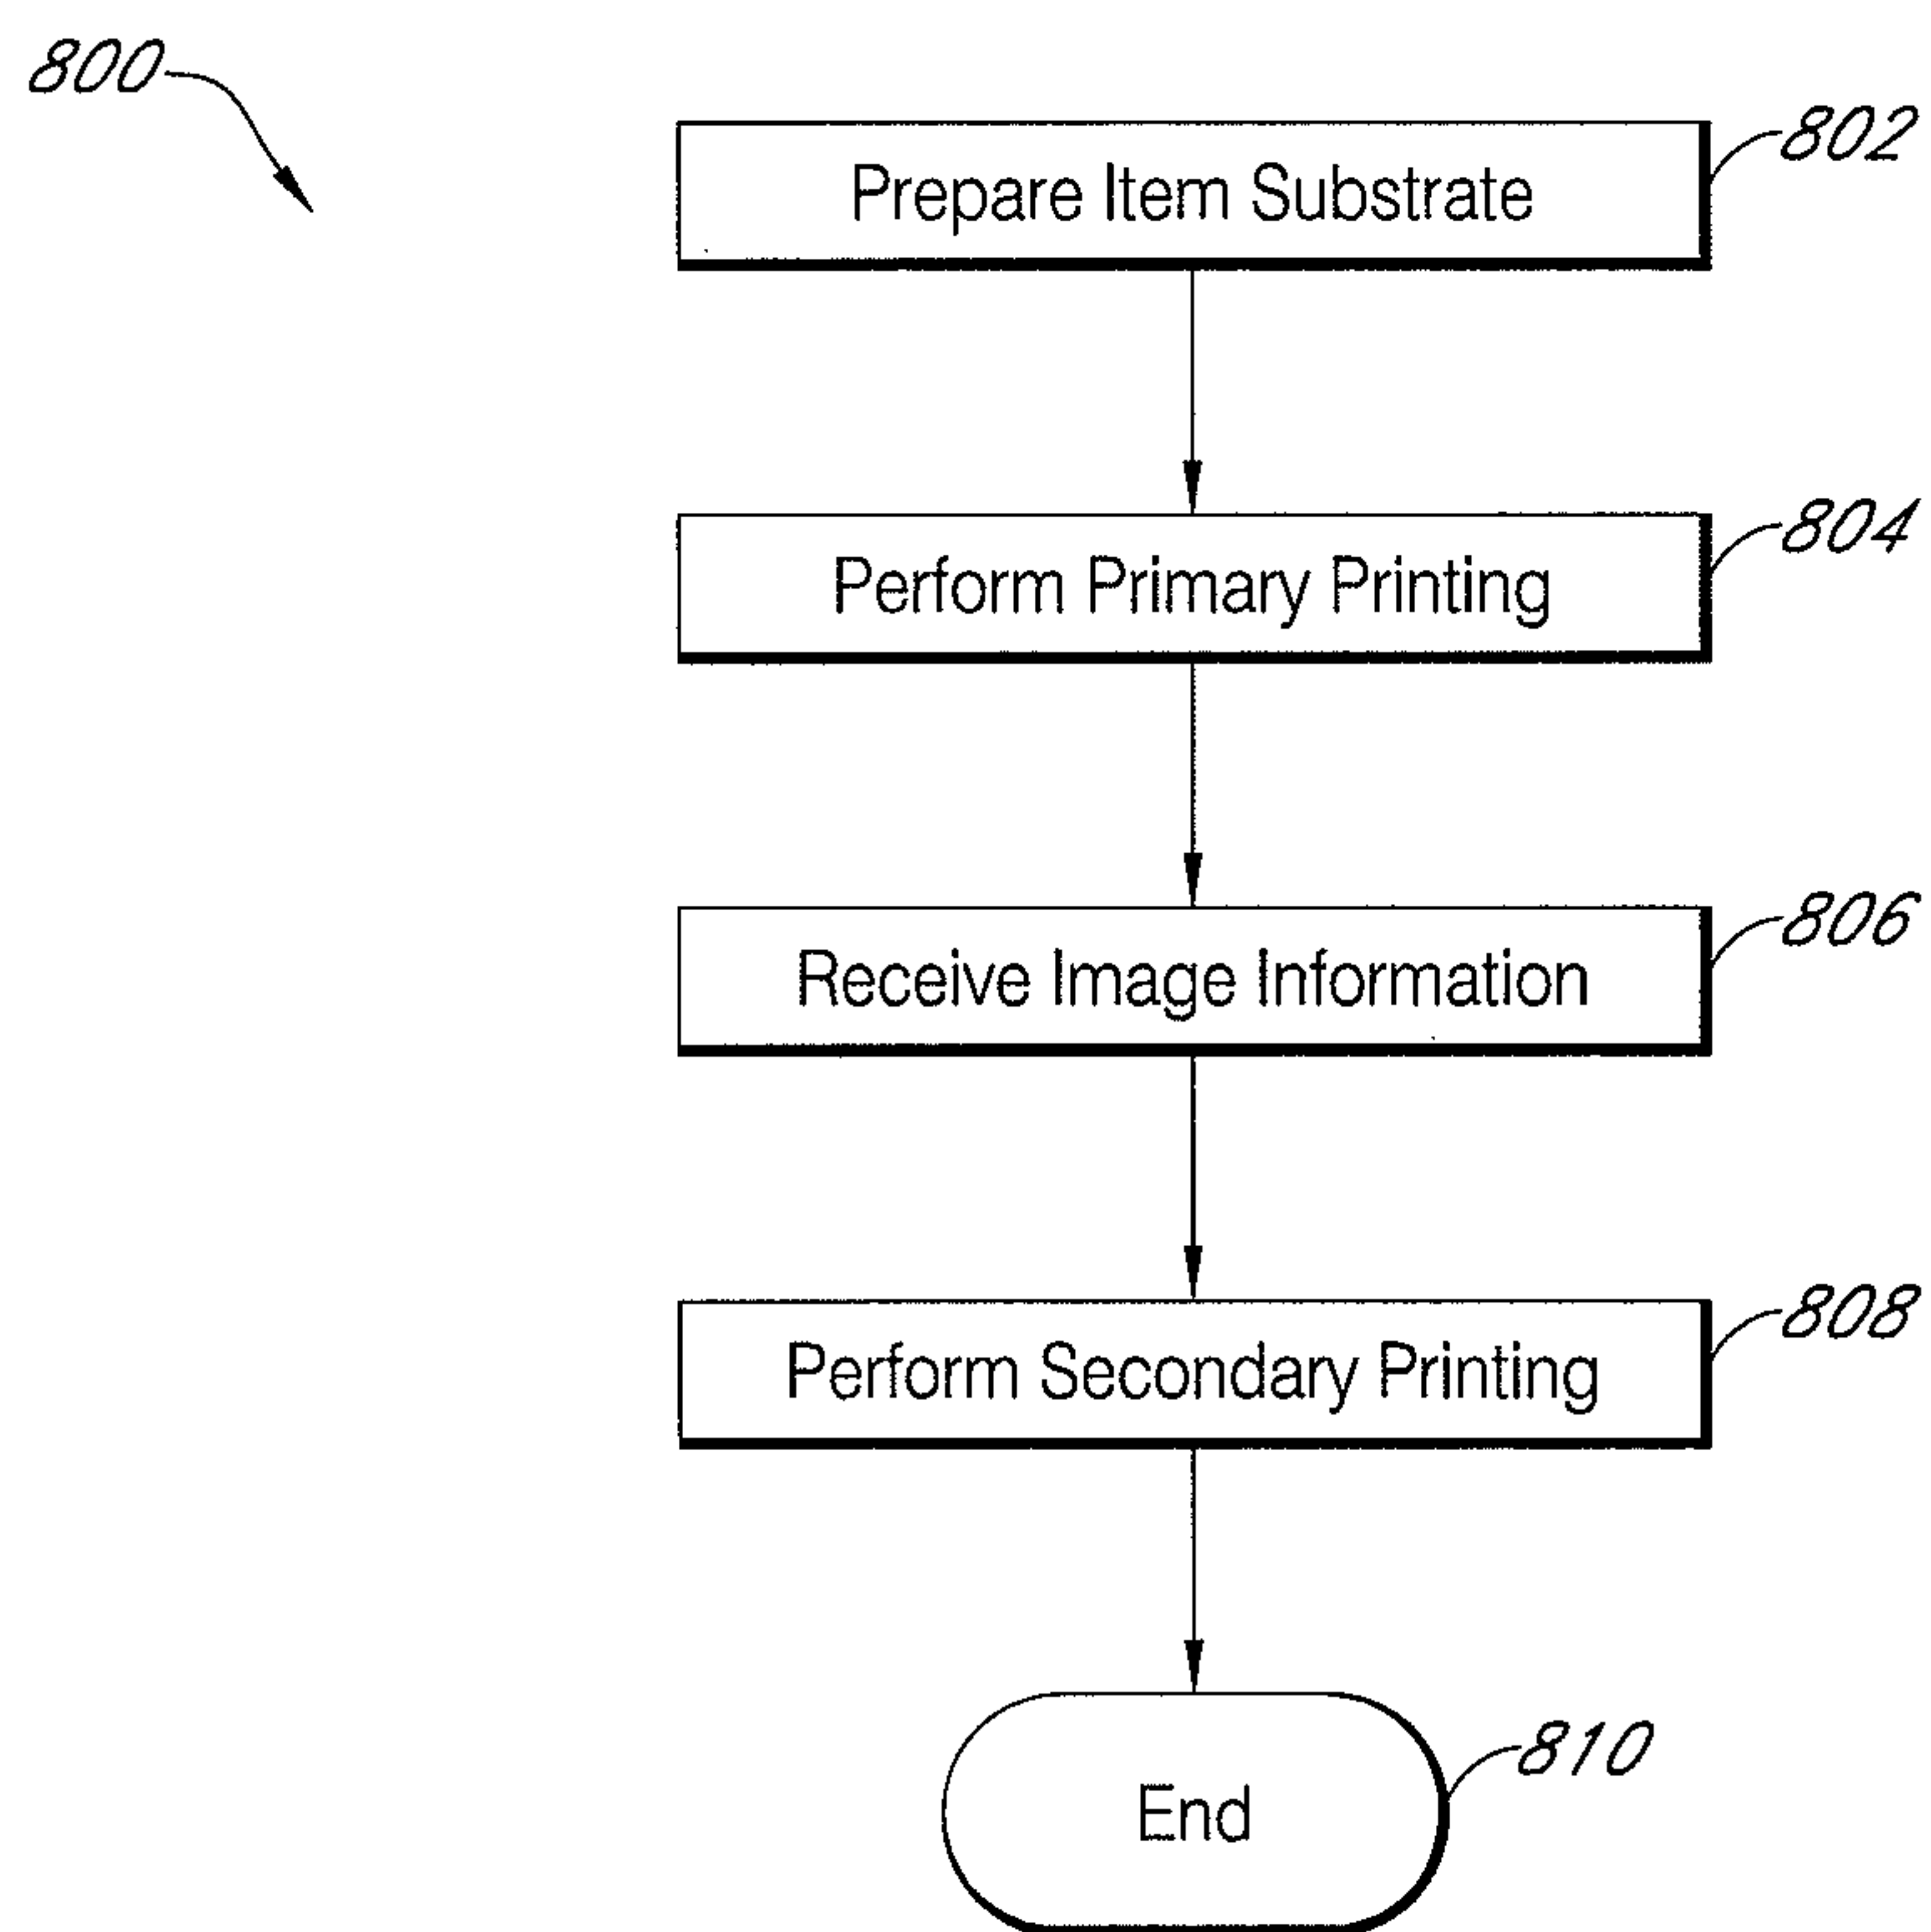 800
Prepare Item Substrate
802
Perform Primary Printing
804
Receive Image Information
806
Perform Secondary Printing
808
End
810